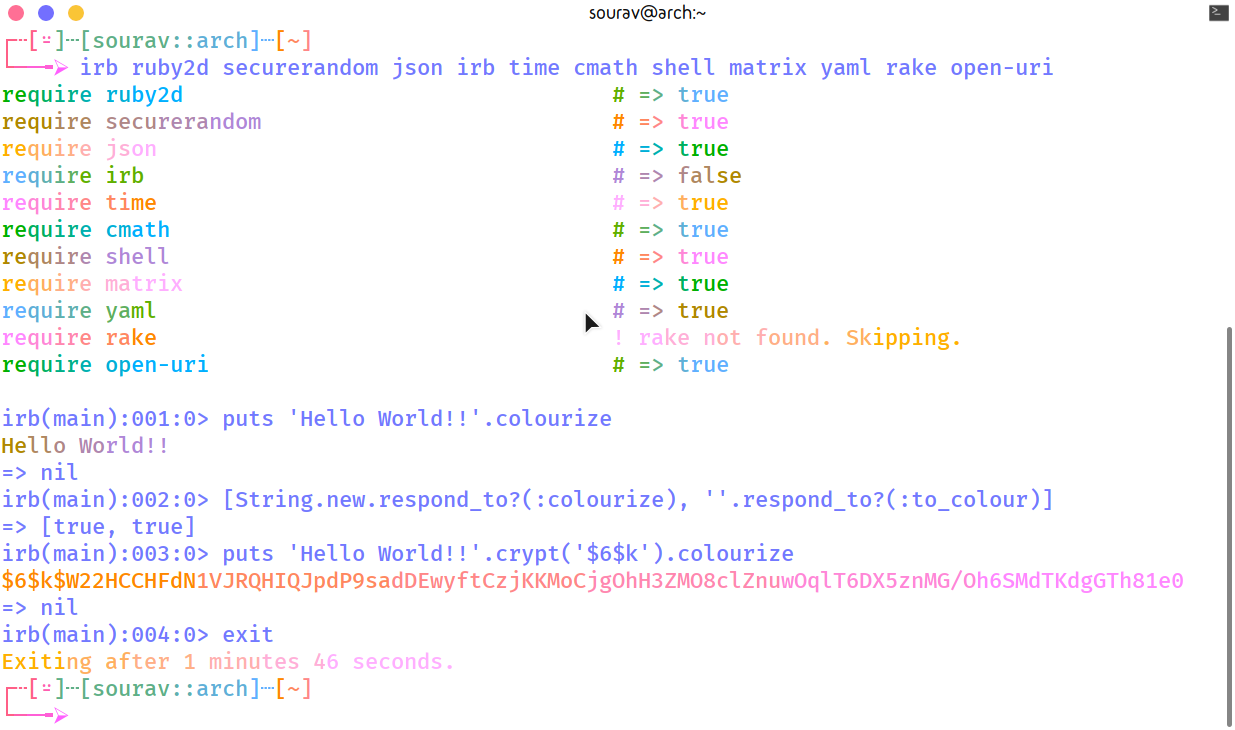 sourav@arch:~
┌┄[⍨]┄[sourav::arch]┄[~]
└───━➢ irb ruby2d securerandom json irb time cmath shell matrix yaml rake open-uri
require ruby2d # => true
require securerandom # => true
require json # => true
require irb # => false
require time # => true
require cmath # => true
require shell # => true
require matrix # => true
require yaml # => true
require rake ! rake not found. Skipping.
require open-uri # => true
irb(main):001:0> puts 'Hello World!!'.colourize
Hello World!!
=> nil
irb(main):002:0> [String.new.respond_to?(:colourize), ''.respond_to?(:to_colour)]
=> [true, true]
irb(main):003:0> puts 'Hello World!!'.crypt('$6$k').colourize
$6$k$W22HCCHFdN1VJRQHIQJpdP9sadDEwyftCzjKKMoCjgOhH3ZMO8clZnuwOqlT6DX5znMG/Oh6SMdTKdgGTh81e0
=> nil
irb(main):004:0> exit
Exiting after 1 minutes 46 seconds.
┌┄[⍨]┄[sourav::arch]┄[~]
└───━➢